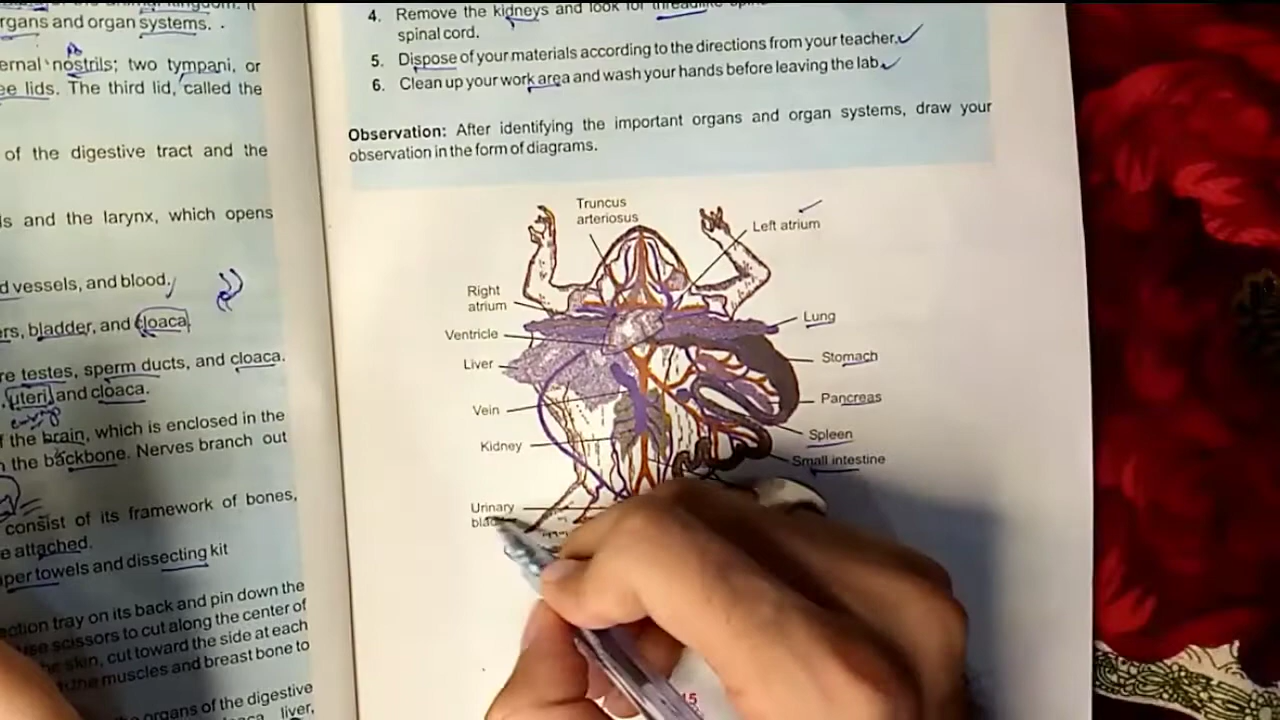 rgans and organ systems.
ernal nostrils; two tympani, or
ee lids. The third lid, called the
of the digestive tract and the
s and the larynx, which opens
d vessels, and blood.
ers, bladder, and cloaca
re testes, sperm ducts, and cloaca.
uteri, and cloaca.
f the brain, which is enclosed in the
the backbone. Nerves branch out
consist of its framework of bones,
e attached.
per towels and dissecting kit
ction tray on its back and pin down the
use scissors to cut along the center of
he skin, cut toward the side at each
the muscles and breast bone to
organs of the digestive
liver,
4. Remove the kidneys and look for threadlike
spinal cord.
5. Dispose of your materials according to the directions from your teacher.
6. Clean up your work area and wash your hands before leaving the lab.
Observation: After identifying the important organs and organ systems, draw your
observation in the form of diagrams.
Truncus
arteriosus
Left atrium
Right
atrium
Lung
Ventricle
Stomach
Liver
Pancreas
Vein
Spleen
Kidney
Small intestine
Urinary
15